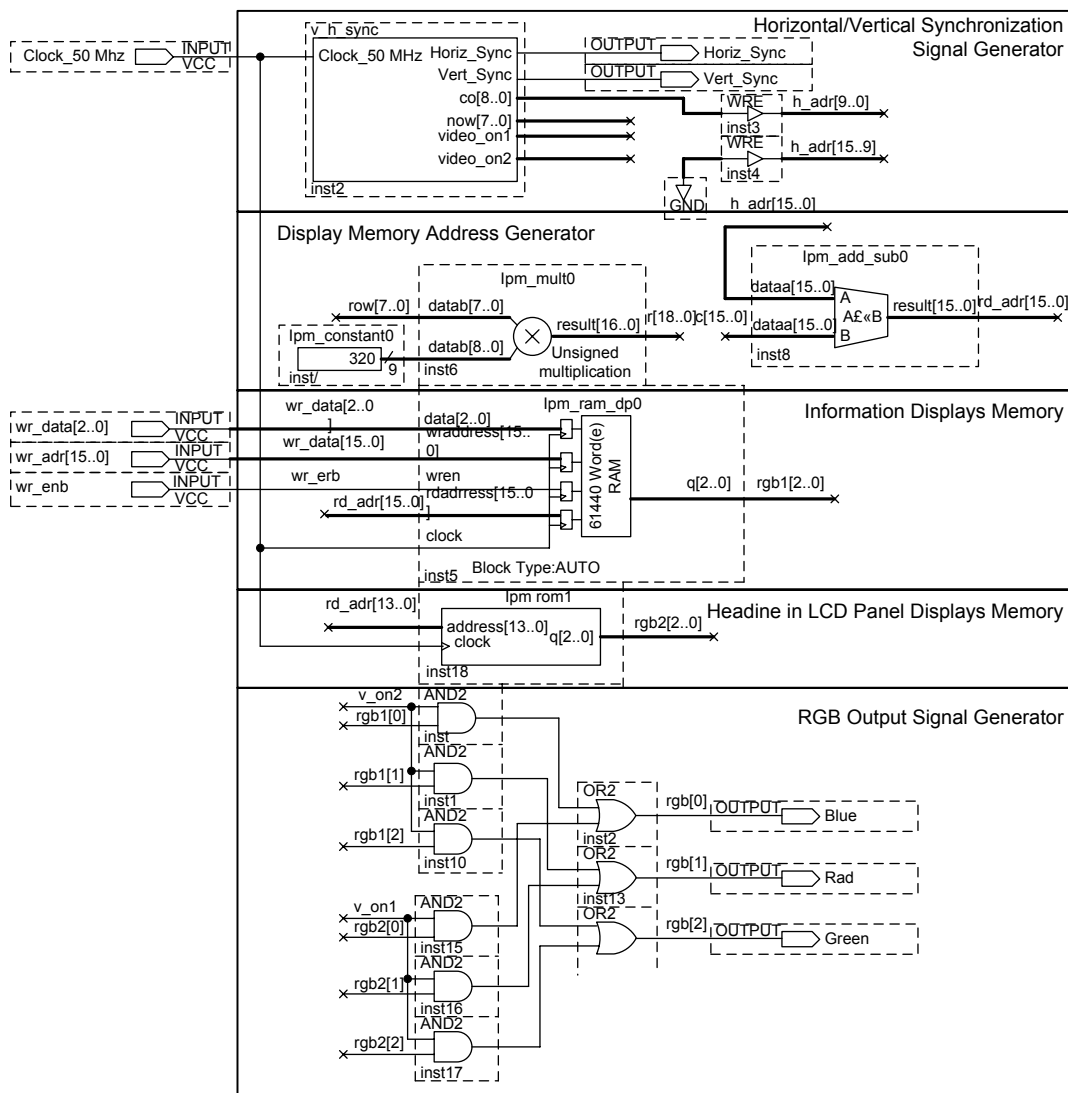 Horizontal/Vertical Synchronization
Signal Generator
v_h_sync
Clock_50 Mhz
INPUT
VCC
Clock_50 MHz
Horiz_Sync
Vert_Sync
co[8..0]
now[7..0]
video_on1
video_on2
inst2
OUTPUT
Horiz_Sync
OUTPUT
Vert_Sync
WRE
inst3
h_adr[9..0]
WRE
inst4
h_adr[15..9]
GND
h_adr[15..0]
Display Memory Address Generator
lpm_mult0
row[7..0]
datab[7..0]
lpm_constant0
320
9
inst/
datab[8..0]
inst6
result[16..0]
Unsigned
multiplication
r[18..0]
c[15..0]
lpm_add_sub0
dataa[15..0]
A
A£«B
dataa[15..0]
B
inst8
result[15..0]
rd_adr[15..0]
Information Displays Memory
lpm_ram_dp0
wr_data[2..0]
INPUT
VCC
wr_data[2..0
]
data[2..0]
wr_adr[15..0]
INPUT
VCC
wr_data[15..0]
wraddress[15..
0]
wr_enb
INPUT
VCC
wr_erb
wren
rd_adr[15..0]
rdadrress[15..0
]
clock
61440 Word(e)
RAM
q[2..0]
rgb1[2..0]
Block Type:AUTO
inst5
Headine in LCD Panel Displays Memory
lpm rom1
rd_adr[13..0]
address[13..0]
clock
q[2..0]
rgb2[2..0]
inst18
RGB Output Signal Generator
v_on2
rgb1[0]
AND2
inst
rgb1[1]
AND2
inst1
rgb1[2]
AND2
inst10
v_on1
rgb2[0]
AND2
inst15
rgb2[1]
AND2
inst16
rgb2[2]
AND2
inst17
OR2
inst2
rgb[0]
OUTPUT
Blue
OR2
inst13
rgb[1]
OUTPUT
Rad
OR2
rgb[2]
OUTPUT
Green